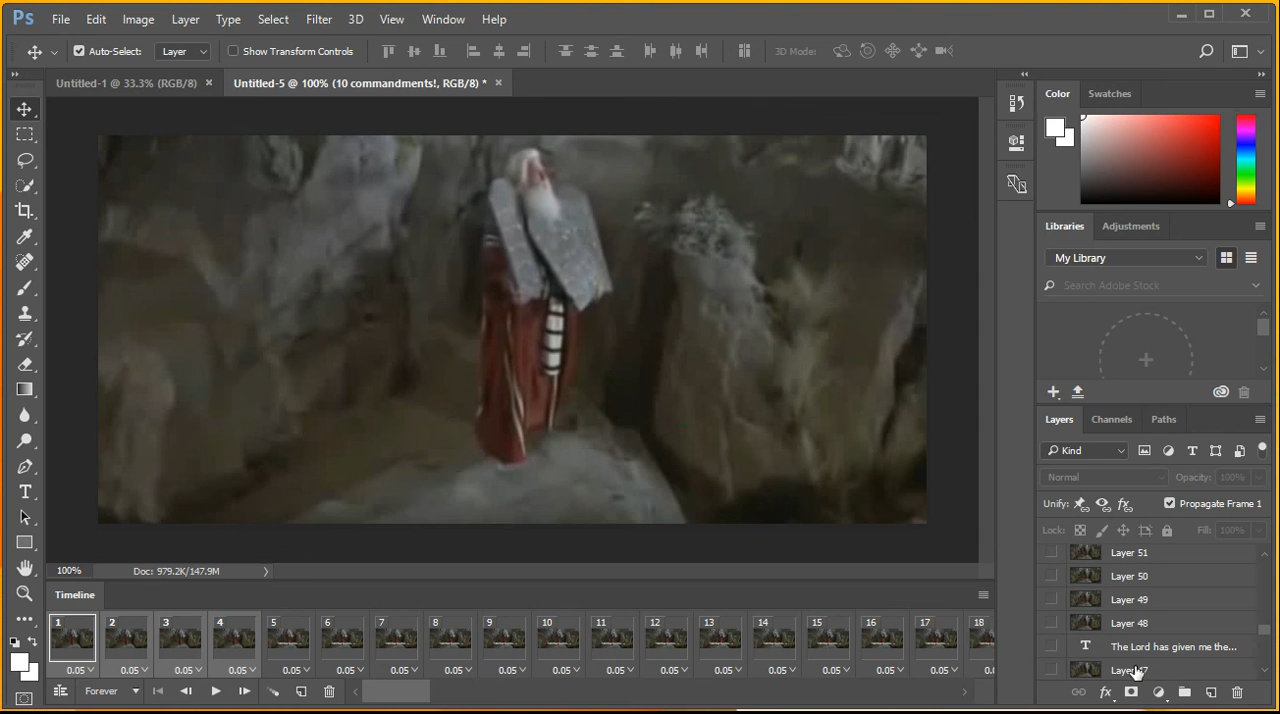 Ps File Edit Image Layer Type Select Filter 3D View Window Help
Auto-Select: Layer Show Transform Controls 3D Mode:
Untitled-1 @ 33.3% (RGB/8) × Untitled-5 @ 100% (10 commandments!, RGB/8) * ×
Color Swatches
Libraries Adjustments
My Library
Search Adobe Stock
Layers Channels Paths
Kind
Normal Opacity: 100%
Unify: Propagate Frame 1
Lock: Fill: 100%
Layer 51
Layer 50
Layer 49
Layer 48
The Lord has given me the...
100% Doc: 979.2K/147.9M
Timeline
1 2 3 4 5 6 7 8 9 10 11 12 13 14 15 16 17 18
0.05 0.05 0.05 0.05 0.05 0.05 0.05 0.05 0.05 0.05 0.05 0.05 0.05 0.05 0.05 0.05 0.05 0.0
Forever